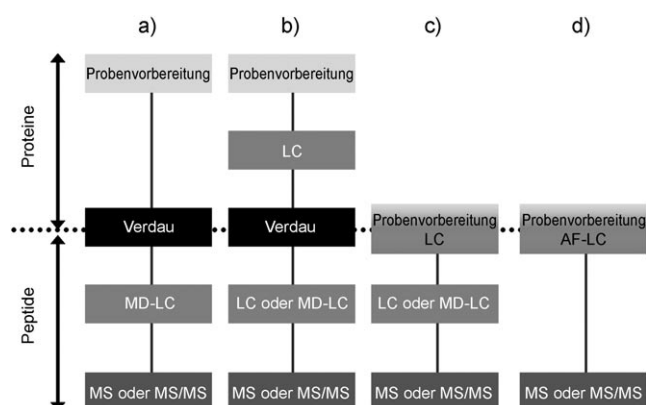 a) b) c) d)
Proteine
Peptide
Probenvorbereitung Probenvorbereitung
LC
Verdau Verdau Probenvorbereitung Probenvorbereitung
LC AF-LC
MD-LC LC oder MD-LC LC oder MD-LC
MS oder MS/MS MS oder MS/MS MS oder MS/MS MS oder MS/MS